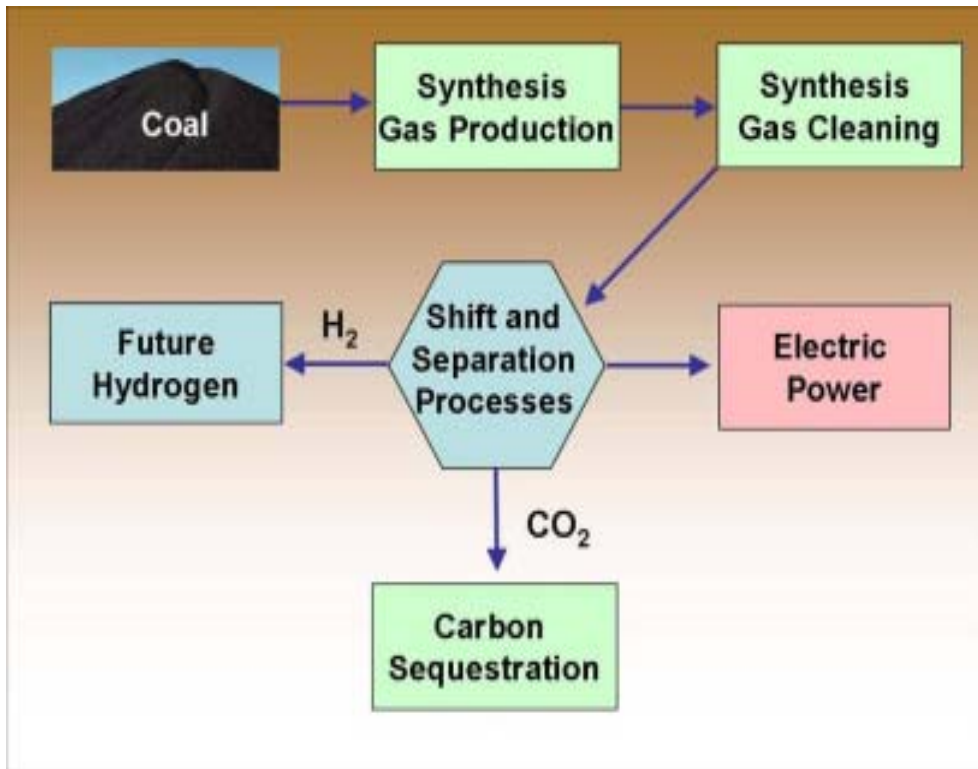 Coal
Synthesis
Gas Production
Synthesis
Gas Cleaning
Future
Hydrogen
H₂
Shift and
Separation
Processes
Electric
Power
CO₂
Carbon
Sequestration